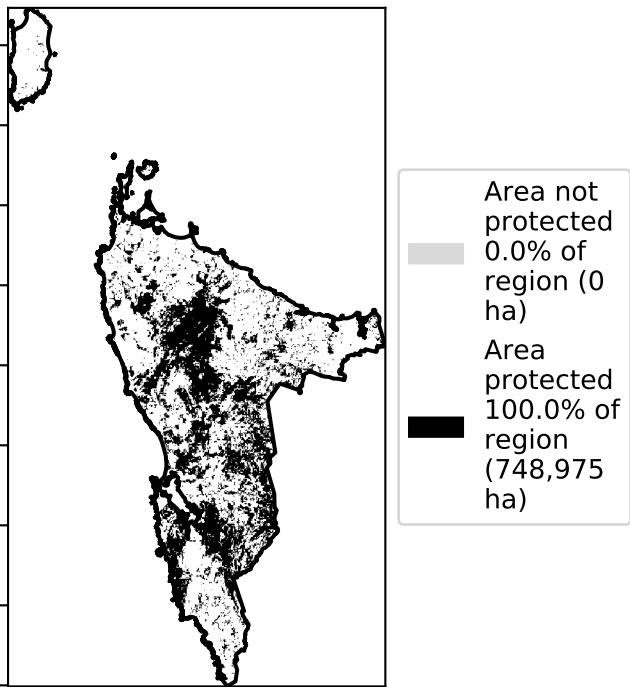 Area not
protected
0.0% of
region (0
ha)
Area
protected
100.0% of
region
(748,975
ha)